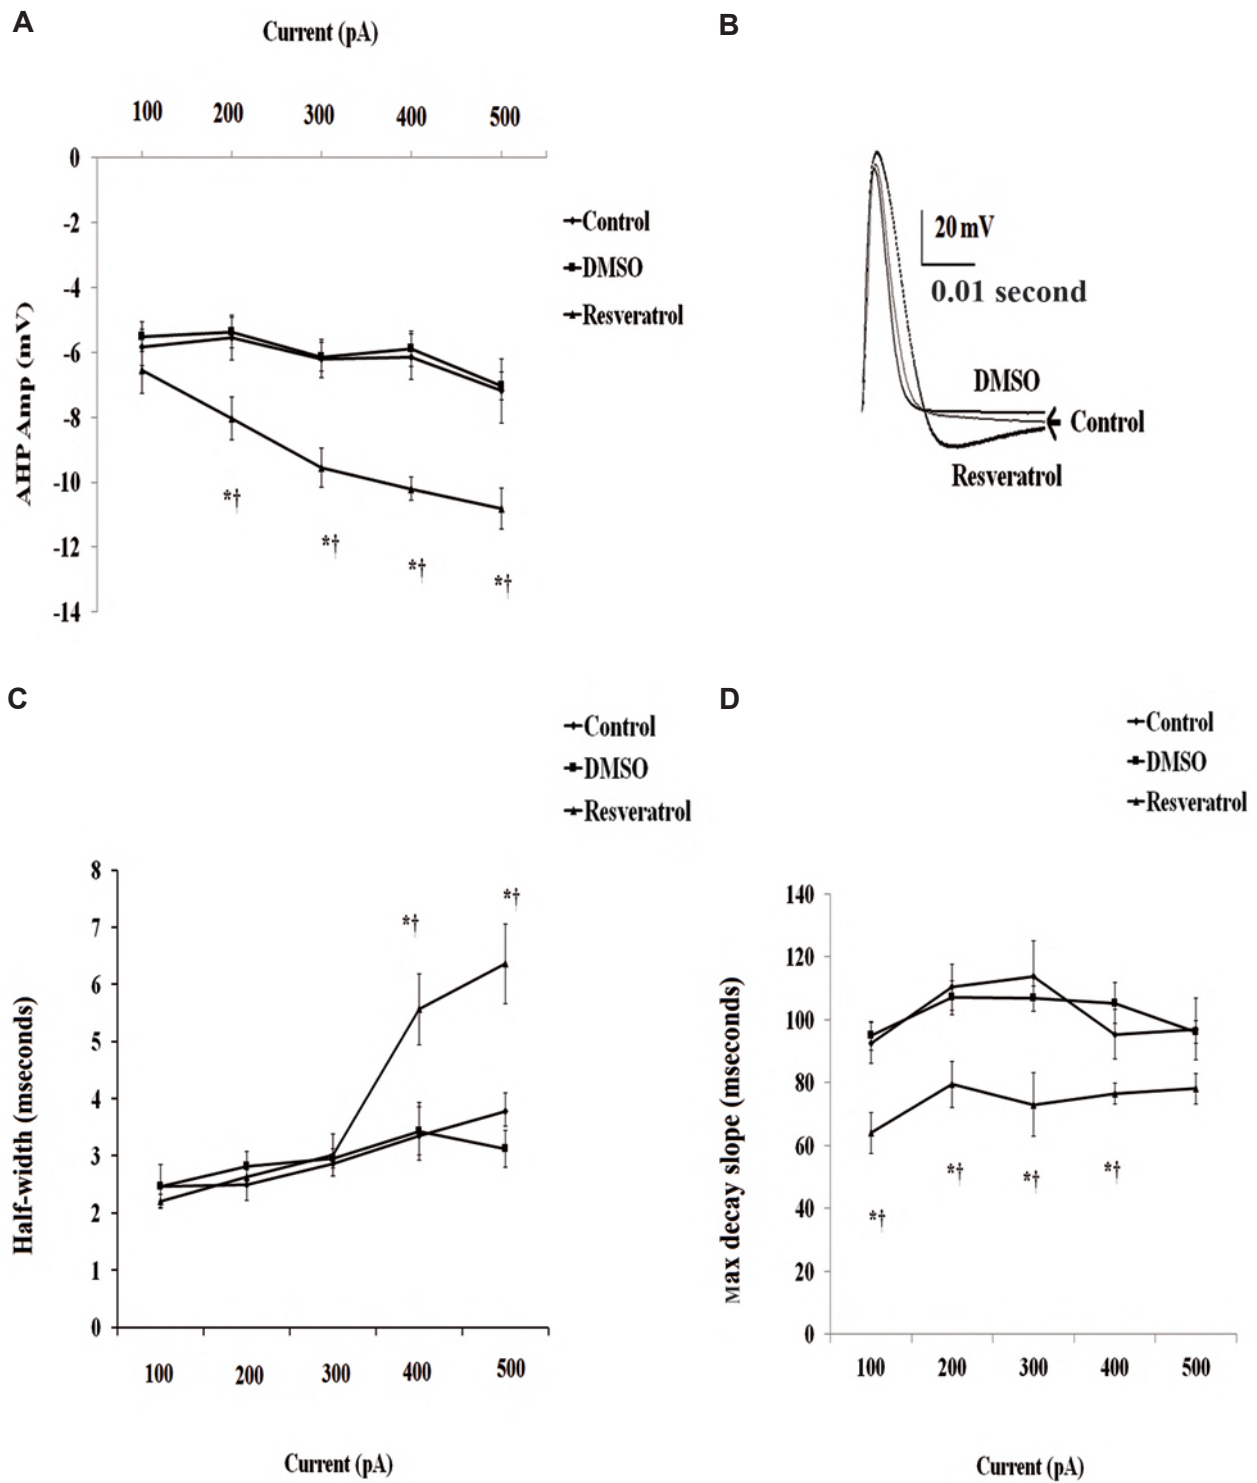 A
Current (pA)
100 200 300 400 500
0
-2
-4
-6
-8
-10
-12
-14
AHP Amp (mV)
Control
DMSO
Resveratrol
*†
*†
*†
*†
B
20 mV
0.01 second
DMSO
Control
Resveratrol
C
Control
DMSO
Resveratrol
8
7
6
5
4
3
2
1
0
Half-width (mseconds)
*†
*†
100 200 300 400 500
Current (pA)
D
Control
DMSO
Resveratrol
140
120
100
80
60
40
20
0
Max decay slope (mseconds)
*†
*†
*†
*†
100 200 300 400 500
Current (pA)